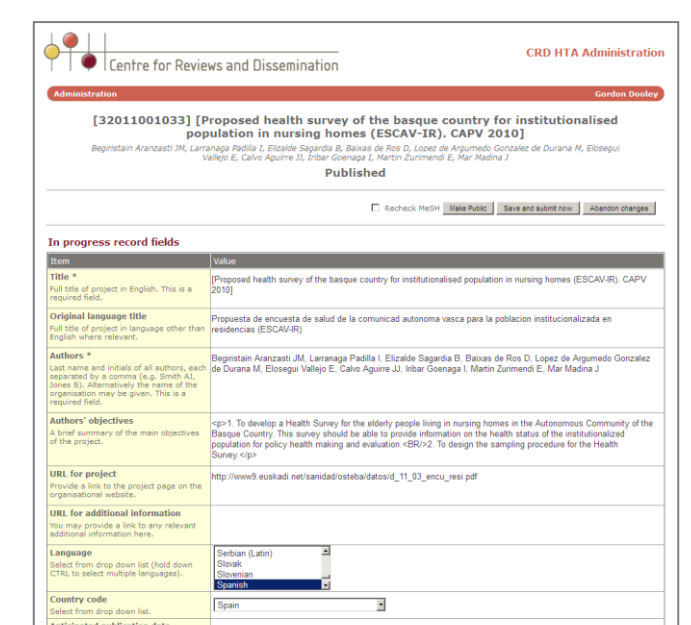 Centre for Reviews and Dissemination
CRD HTA Administration
Administration
Gordon Dooley
[32011001033] [Proposed health survey of the basque country for institutionalised
population in nursing homes (ESCAV-IR). CAPV 2010]
Begiristain Aranzasti JM, Larranaga Padilla I, Elizalde Sagardia B, Baixas de Ros D, Lopez de Argumedo Gonzalez de Durana M, Elosegui
Vallejo E, Calvo Aguirre JJ, Iribar Goenaga I, Martin Zurimendi E, Mar Madina J
Published
Recheck MeSH
Make Public
Save and submit now
Abandon changes
In progress record fields
Item
Value
Title *
Full title of project in English. This is a
required field.
[Proposed health survey of the basque country for institutionalised population in nursing homes (ESCAV-IR). CAPV
2010]
Original language title
Full title of project in language other than
English where relevant.
Propuesta de encuesta de salud de la comunicad autonoma vasca para la poblacion institucionalizada en
residencias (ESCAV-IR)
Authors *
Last name and initials of all authors, each
separated by a comma (e.g. Smith AJ,
Jones B). Alternatively the name of the
organisation may be given. This is a
required field.
Begiristain Aranzasti JM, Larranaga Padilla I, Elizalde Sagardia B, Baixas de Ros D, Lopez de Argumedo Gonzalez
de Durana M, Elosegui Vallejo E, Calvo Aguirre JJ, Iribar Goenaga I, Martin Zurimendi E, Mar Madina J
Authors' objectives
A brief summary of the main objectives
of the project.
<p>1. To develop a Health Survey for the elderly people living in nursing homes in the Autonomous Community of the
Basque Country. This survey should be able to provide information on the health status of the institutionalized
population for policy health making and evaluation.<BR/>2. To design the sampling procedure for the Health
Survey.</p>
URL for project
Provide a link to the project page on the
organisational website.
http://www9.euskadi.net/sanidad/osteba/datos/d_11_03_encu_resi.pdf
URL for additional information
You may provide a link to any relevant
additional information here.
Language
Select from drop down list (hold down
CTRL to select multiple languages).
Serbian (Latin)
Slovak
Slovenian
Spanish
Country code
Select from drop down list.
Spain
Anticipated publication date